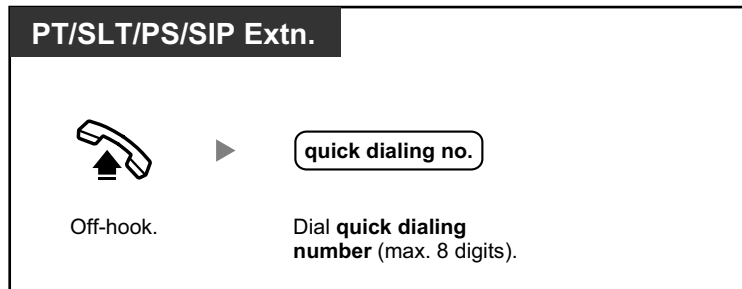 PT/SLT/PS/SIP Extn.
quick dialing no.
Off-hook.
Dial quick dialing
number (max. 8 digits).